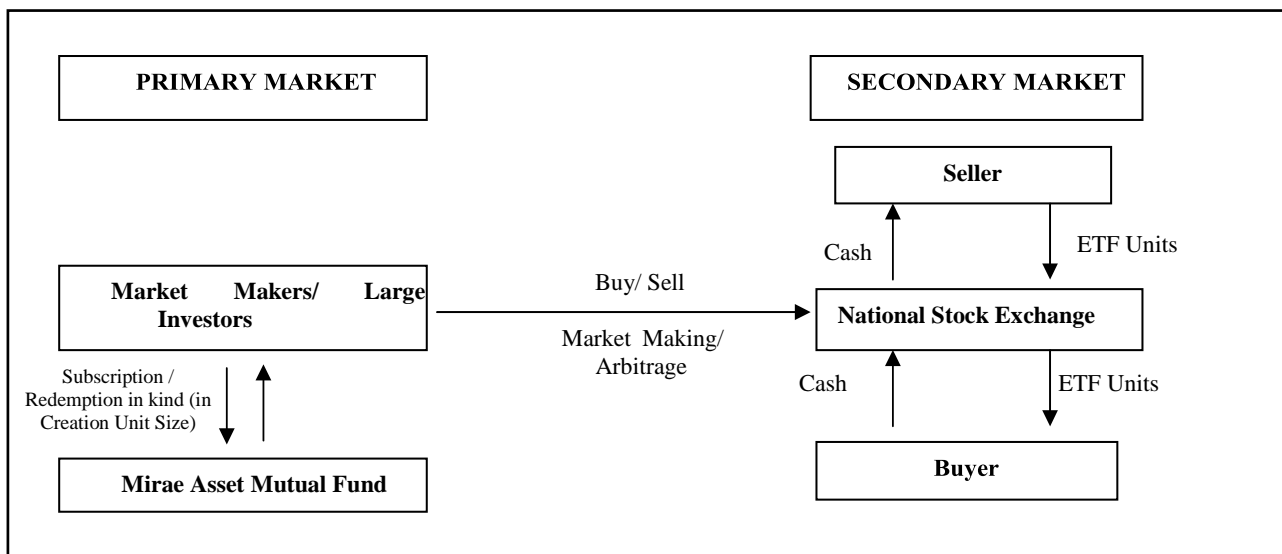 PRIMARY MARKET
SECONDARY MARKET
Seller
Cash
ETF Units
Market Makers/ Large
Investors
Buy/ Sell
National Stock Exchange
Market Making/
Arbitrage
Subscription /
Redemption in kind (in
Creation Unit Size)
Cash
ETF Units
Mirae Asset Mutual Fund
Buyer